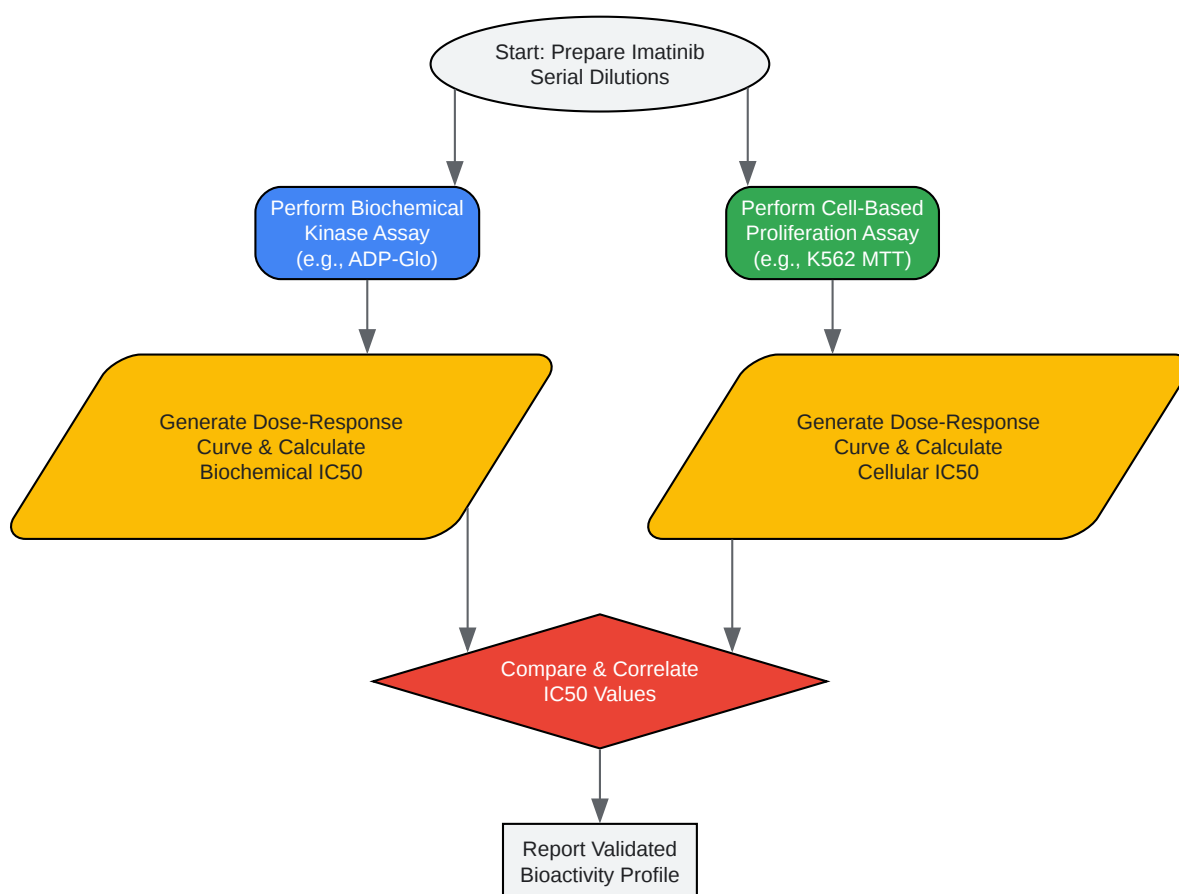 Start: Prepare Imatinib
Serial Dilutions
Perform Biochemical
Kinase Assay
(e.g., ADP-Glo)
Perform Cell-Based
Proliferation Assay
(e.g., K562 MTT)
Generate Dose-Response
Curve & Calculate
Biochemical IC50
Generate Dose-Response
Curve & Calculate
Cellular IC50
Compare & Correlate
IC50 Values
Report Validated
Bioactivity Profile